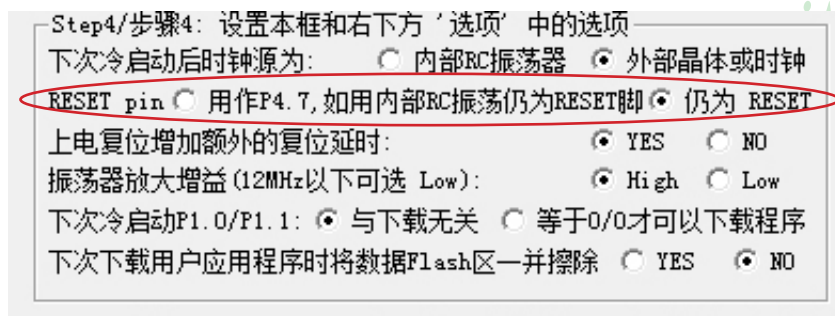 Step4/步骤4: 设置本框和右下方 '选项' 中的选项
下次冷启动后时钟源为: 内部RC振荡器 外部晶体或时钟
RESET pin 用作P4.7,如用内部RC振荡仍为RESET脚 仍为 RESET
上电复位增加额外的复位延时: YES NO
振荡器放大增益(12MHz以下可选 Low): High Low
下次冷启动P1.0/P1.1: 与下载无关 等于0/0才可以下载程序
下次下载用户应用程序时将数据Flash区一并擦除 YES NO